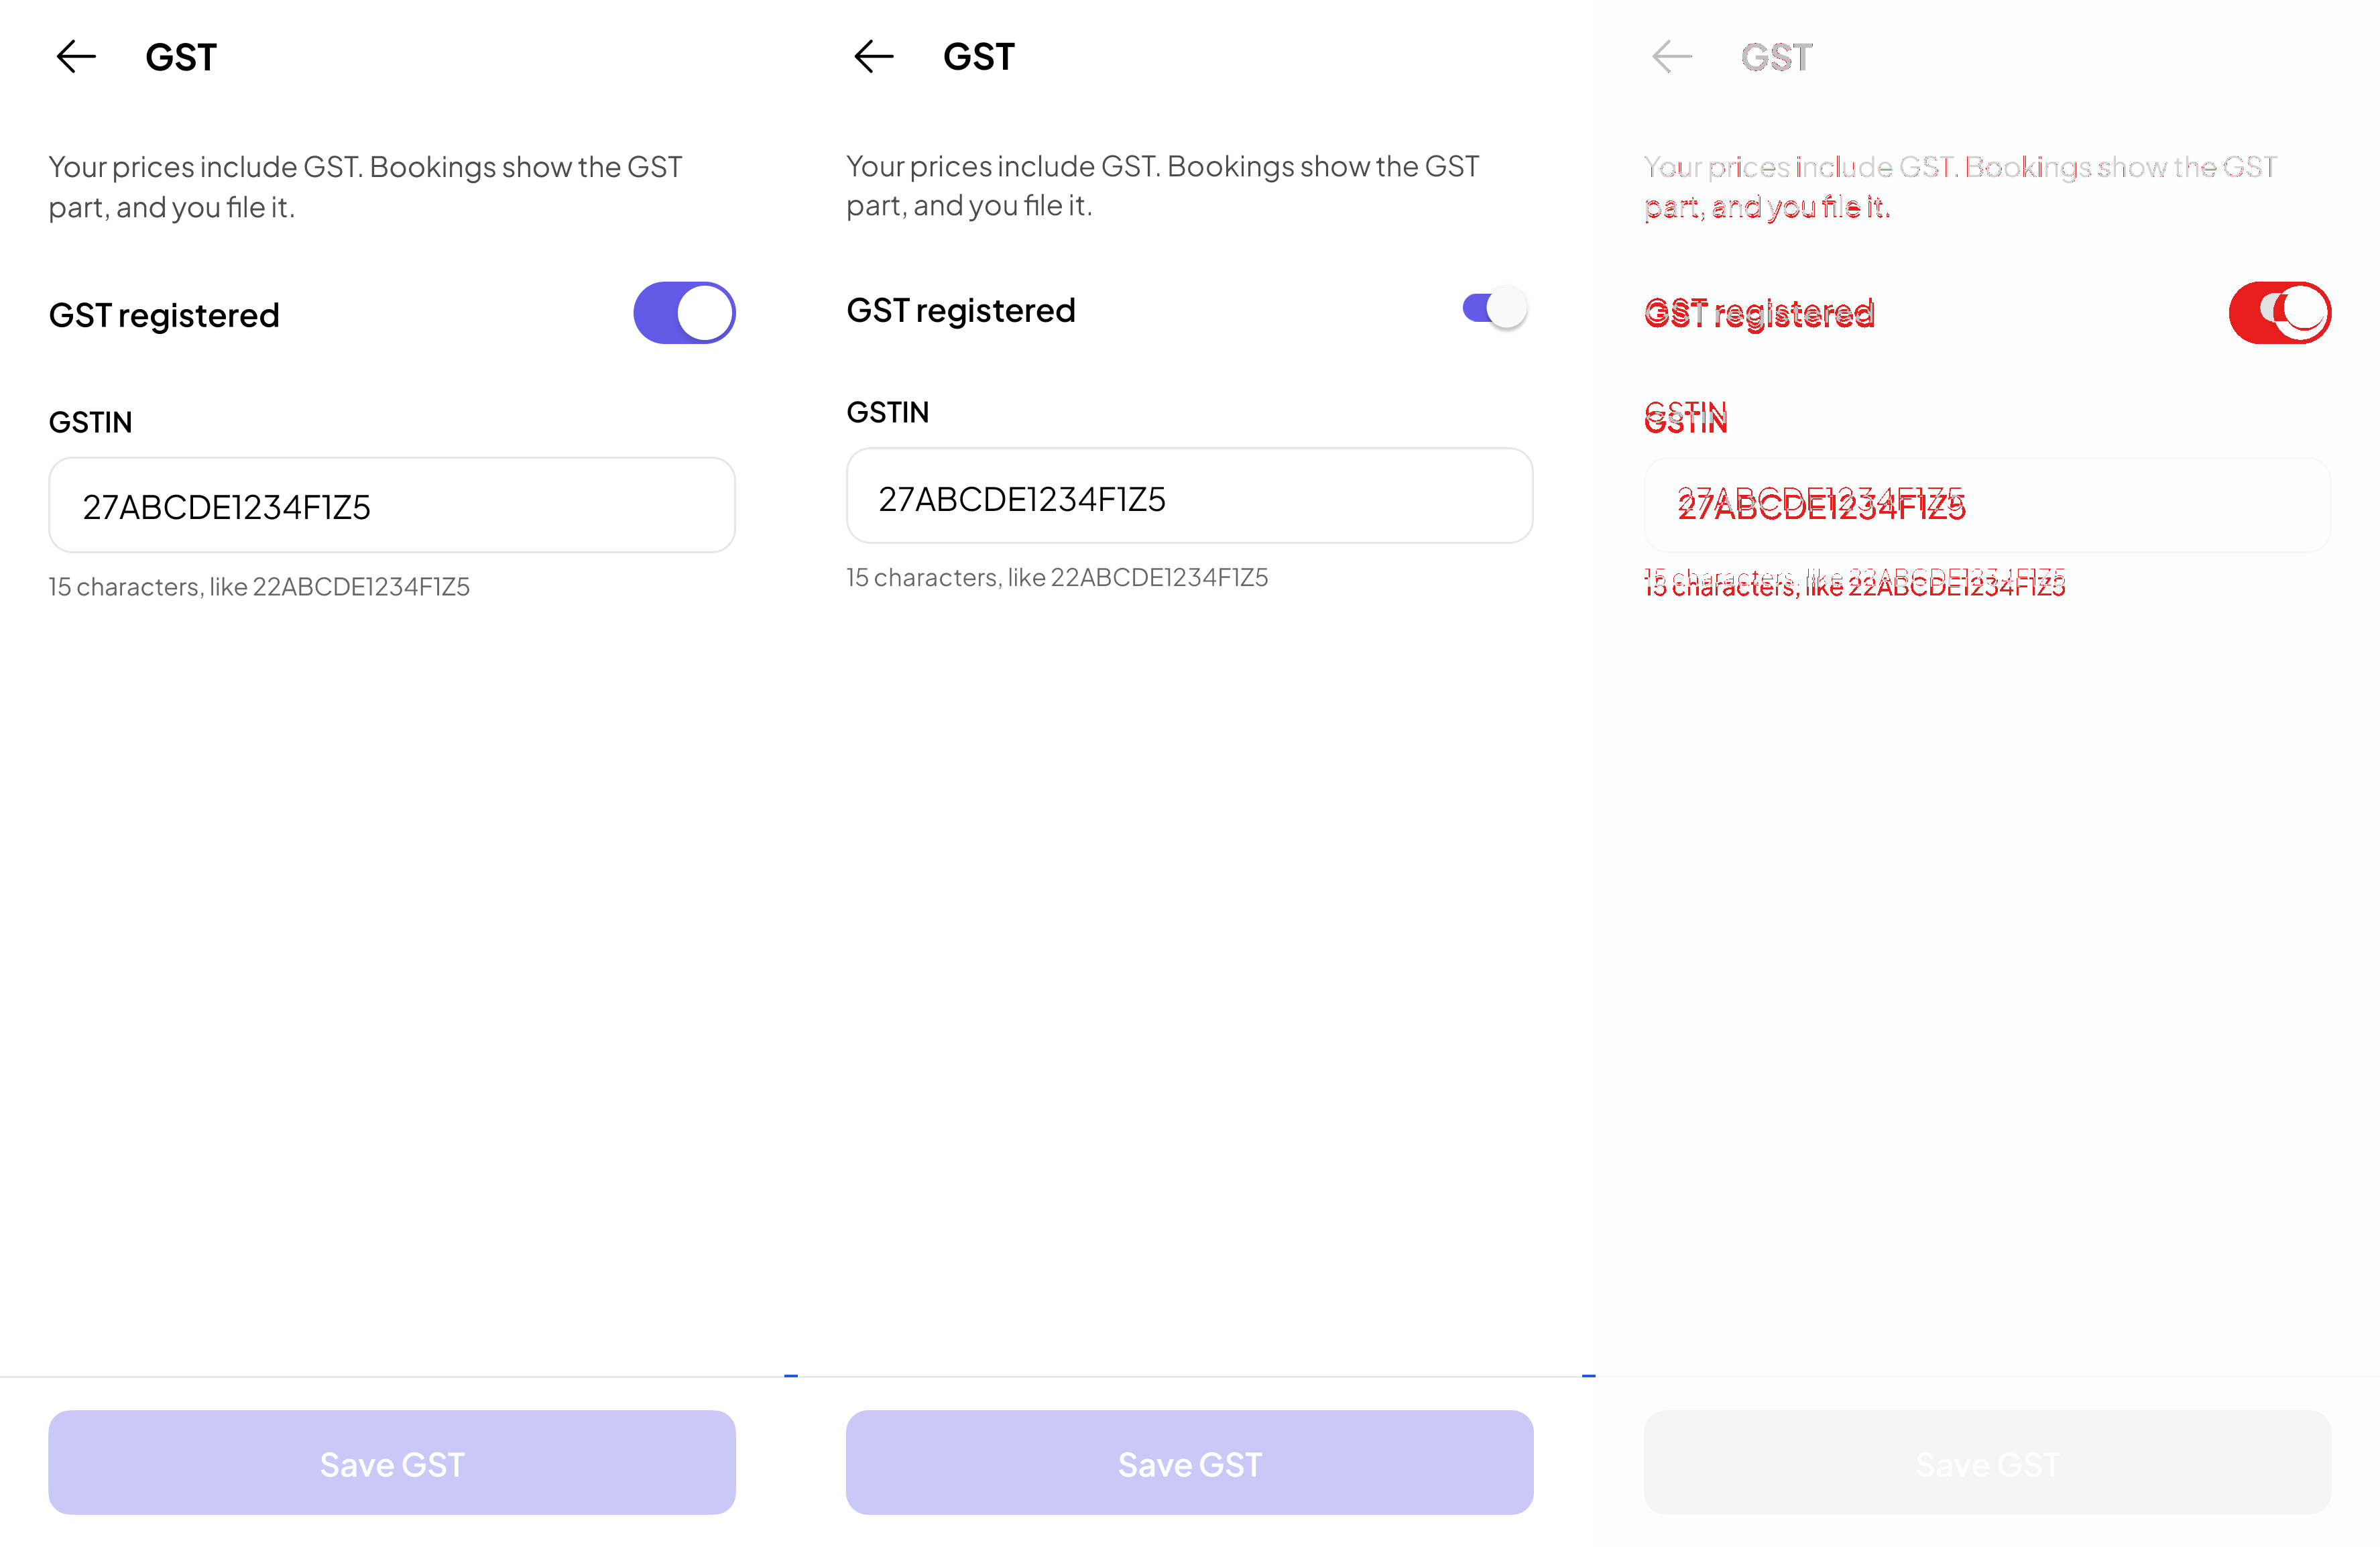 GST
Your prices include GST. Bookings show the GST
part, and you file it.
GST registered
GSTIN
27ABCDE1234F1Z5
15 characters, like 22ABCDE1234F1Z5
Save GST
GST
Your prices include GST. Bookings show the GST
part, and you file it.
GST registered
GSTIN
27ABCDE1234F1Z5
15 characters, like 22ABCDE1234F1Z5
Save GST
GST
Your prices include GST. Bookings show the GST
part, and you file it.
GST registered
GSTIN
27ABCDE1234F1Z5
15 characters, like 22ABCDE1234F1Z5
Save GST